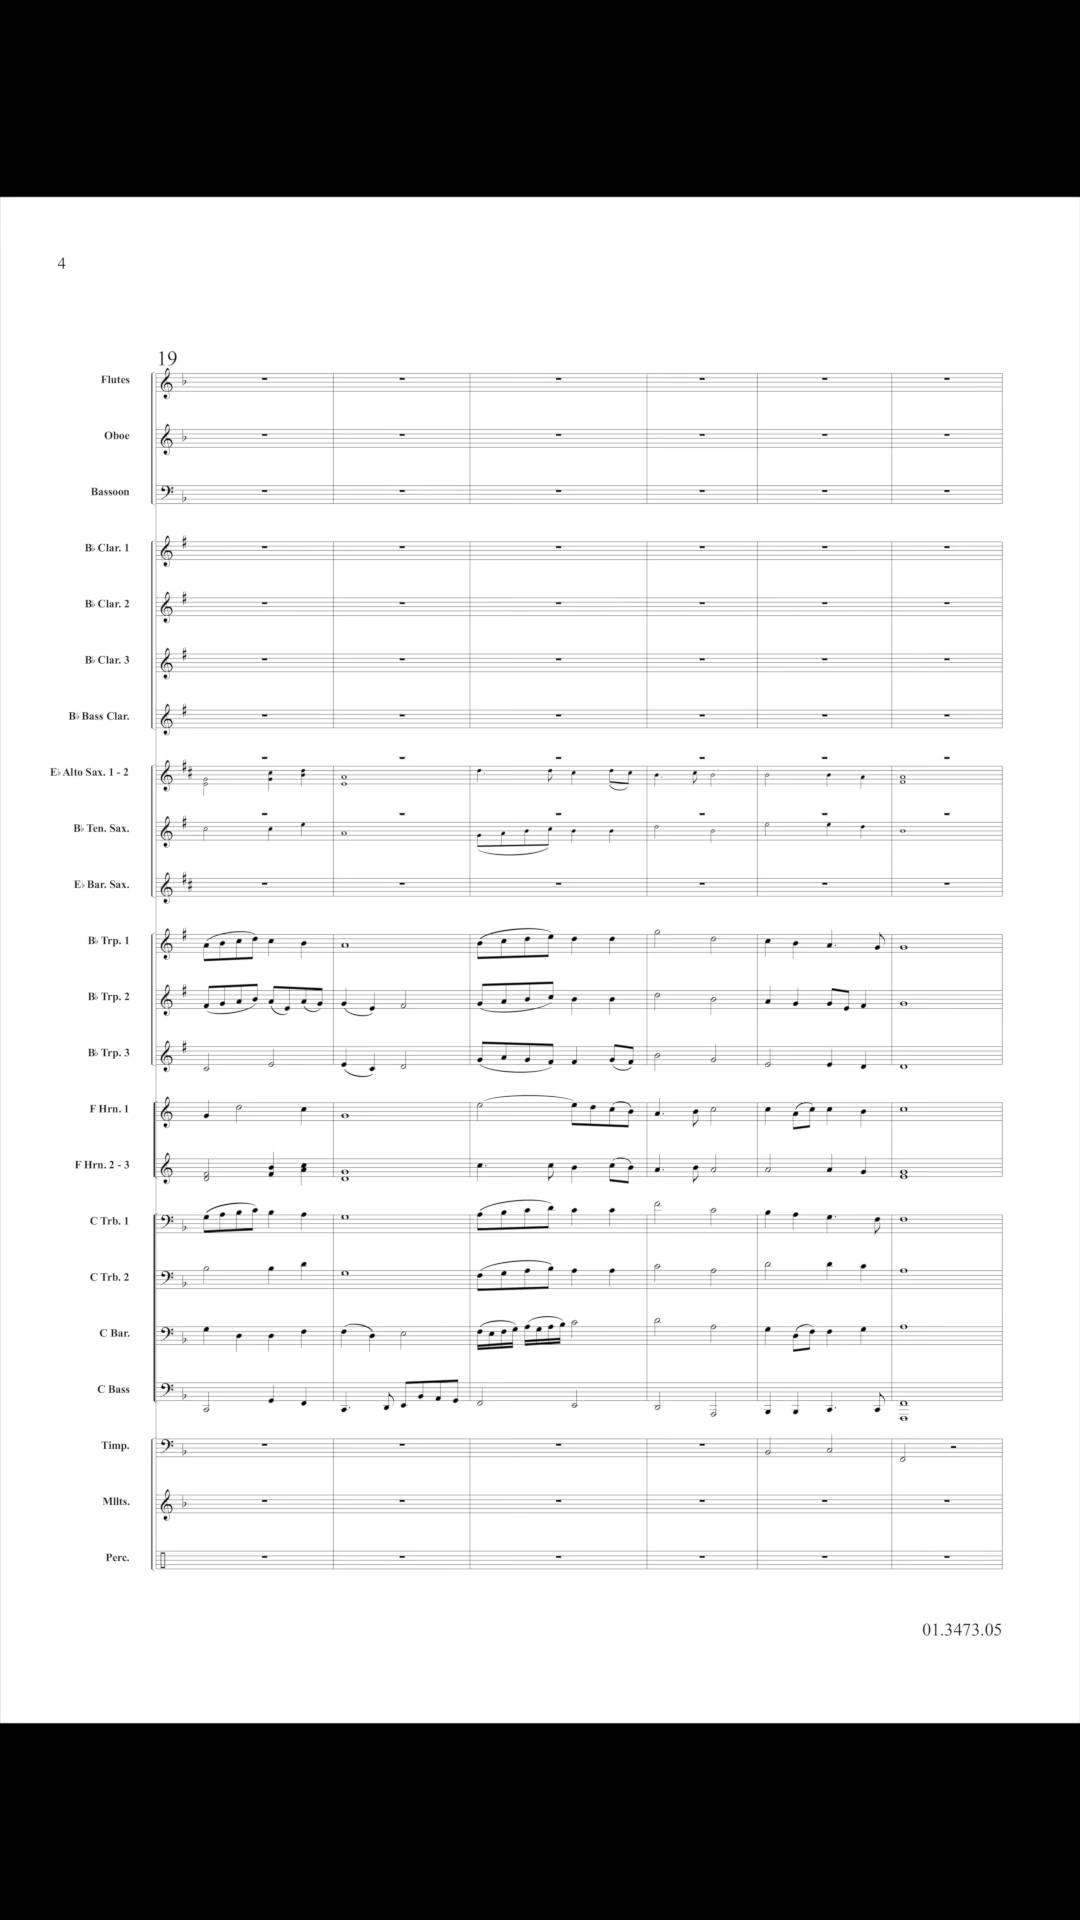 4
19
Flutes
Oboe
Bassoon
B♭ Clar. 1
B♭ Clar. 2
B♭ Clar. 3
B♭ Bass Clar.
E♭ Alto Sax. 1 - 2
B♭ Ten. Sax.
E♭ Bar. Sax.
B♭ Trp. 1
B♭ Trp. 2
B♭ Trp. 3
F Hrn. 1
F Hrn. 2 - 3
C Trb. 1
C Trb. 2
C Bar.
C Bass
Timp.
Mllts.
Perc.
01.3473.05